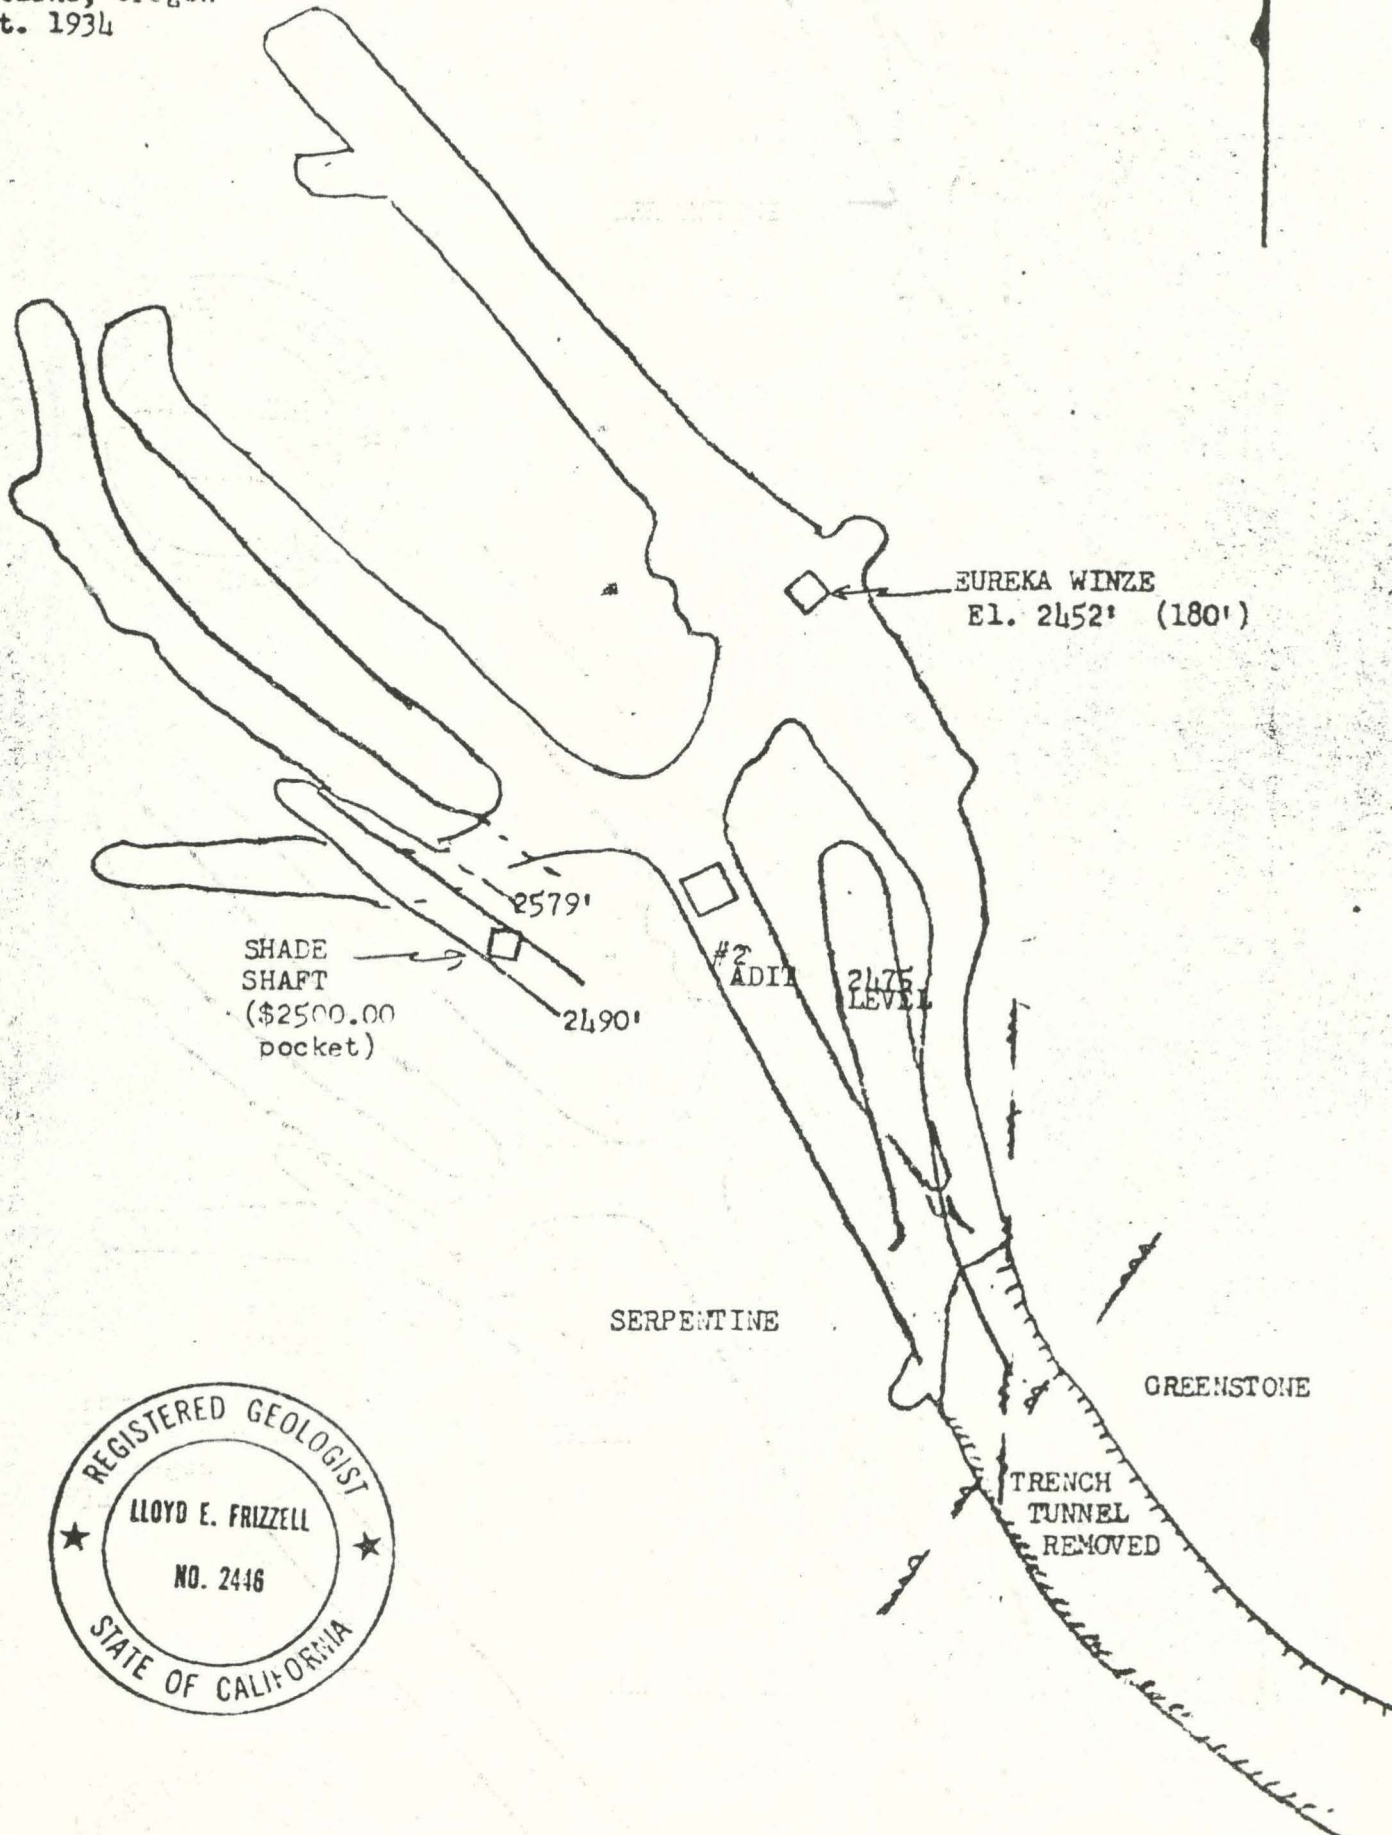 t. 1934
EUREKA WINZE
El. 2452' (180')
2579'
SHADE
SHAFT
($2500.00
pocket)
2490'
#2
ADIT
2475
LEVEL
SERPENTINE
GREENSTONE
TRENCH
TUNNEL
REMOVED
REGISTERED GEOLOGIST
LLOYD E. FRIZZELL
NO. 2446
STATE OF CALIFORNIA